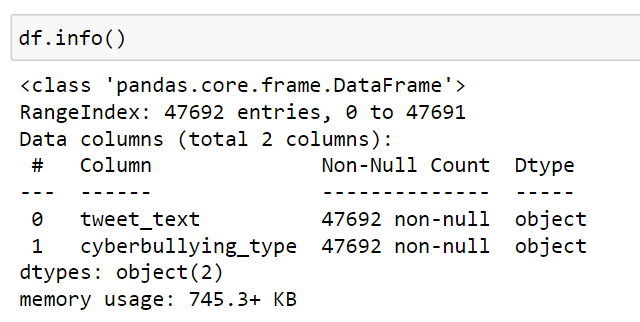 df.info()
<class 'pandas.core.frame.DataFrame'>
RangeIndex: 47692 entries, 0 to 47691
Data columns (total 2 columns):
 #   Column              Non-Null Count  Dtype
---  ------              --------------  -----
 0   tweet_text          47692 non-null  object
 1   cyberbullying_type  47692 non-null  object
dtypes: object(2)
memory usage: 745.3+ KB